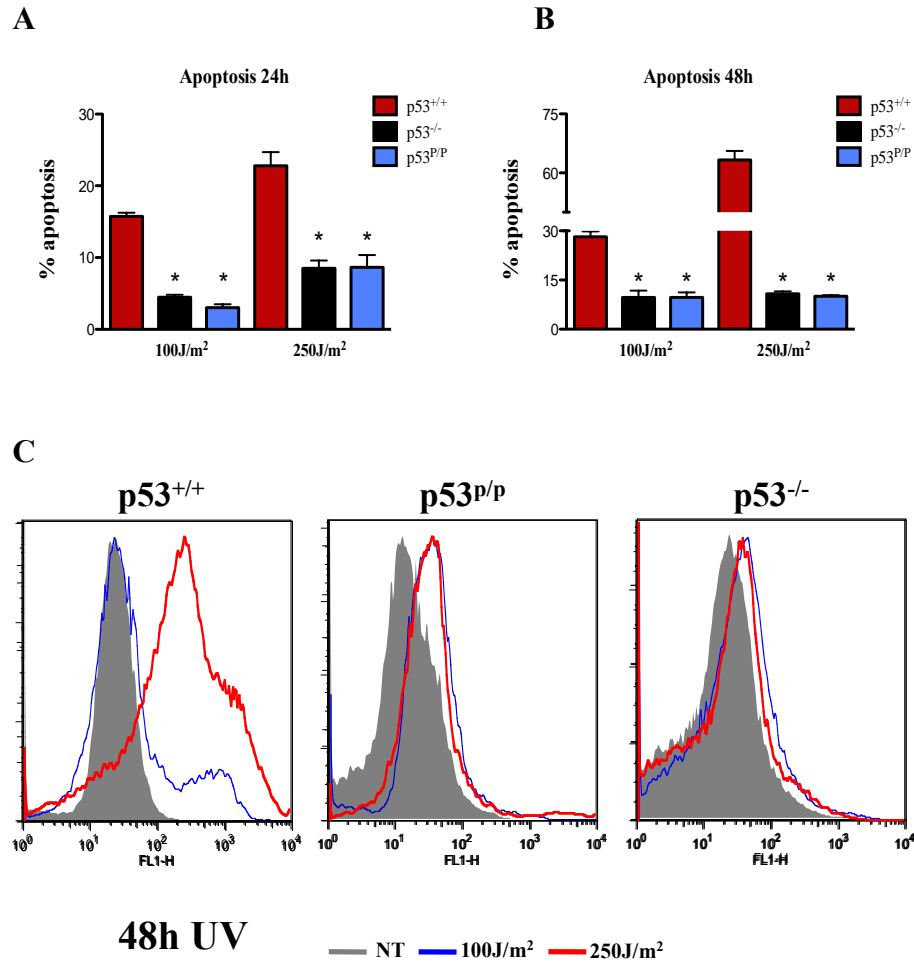 A
Apoptosis 24h
% apoptosis
30
20
10
0
p53+/+
p53-/-
p53P/P
* * * *
100J/m² 250J/m²
B
Apoptosis 48h
% apoptosis
75
60
30
15
0
p53+/+
p53-/-
p53P/P
* * * *
100J/m² 250J/m²
C
p53+/+
10⁰ 10¹ 10² 10³ 10⁴
FL1-H
p53p/p
10⁰ 10¹ 10² 10³ 10⁴
FL1-H
p53-/-
10⁰ 10¹ 10² 10³ 10⁴
FL1-H
48h UV
NT 100J/m² 250J/m²